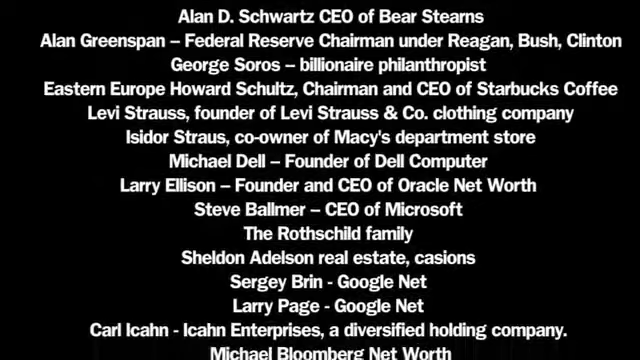 Alan D. Schwartz CEO of Bear Stearns
Alan Greenspan – Federal Reserve Chairman under Reagan, Bush, Clinton
George Soros -- billionaire philanthropist
Eastern Europe Howard Schultz, Chairman and CEO of Starbucks Coffee
Levi Strauss, founder of Levi Strauss & Co. clothing company
Isidor Straus, co-owner of Macy's department store
Michael Dell – Founder of Dell Computer
Larry Ellison – Founder and CEO of Oracle Net Worth
Steve Ballmer – CEO of Microsoft
The Rothschild family
Sheldon Adelson real estate, casions
Sergey Brin - Google Net
Larry Page - Google Net
Carl Icahn - Icahn Enterprises, a diversified holding company.
Michael Bloomberg Net Worth